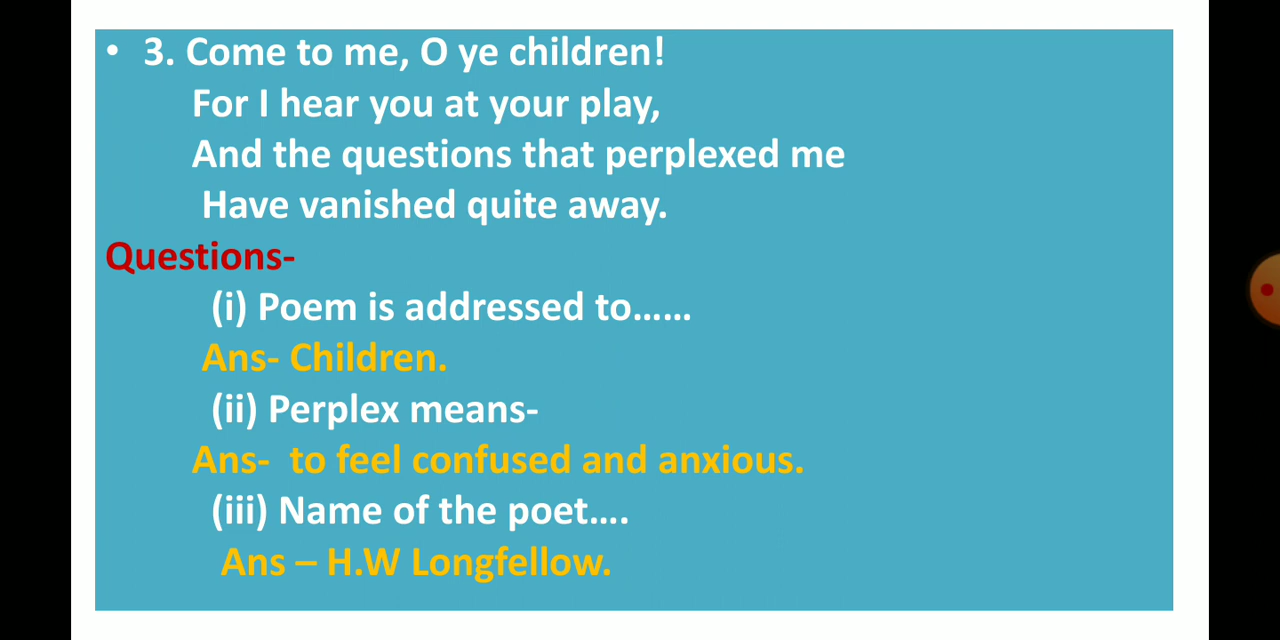 • 3. Come to me, O ye children!
For I hear you at your play,
And the questions that perplexed me
Have vanished quite away.
Questions-
(i) Poem is addressed to......
Ans- Children.
(ii) Perplex means-
Ans- to feel confused and anxious.
(iii) Name of the poet....
Ans – H.W Longfellow.